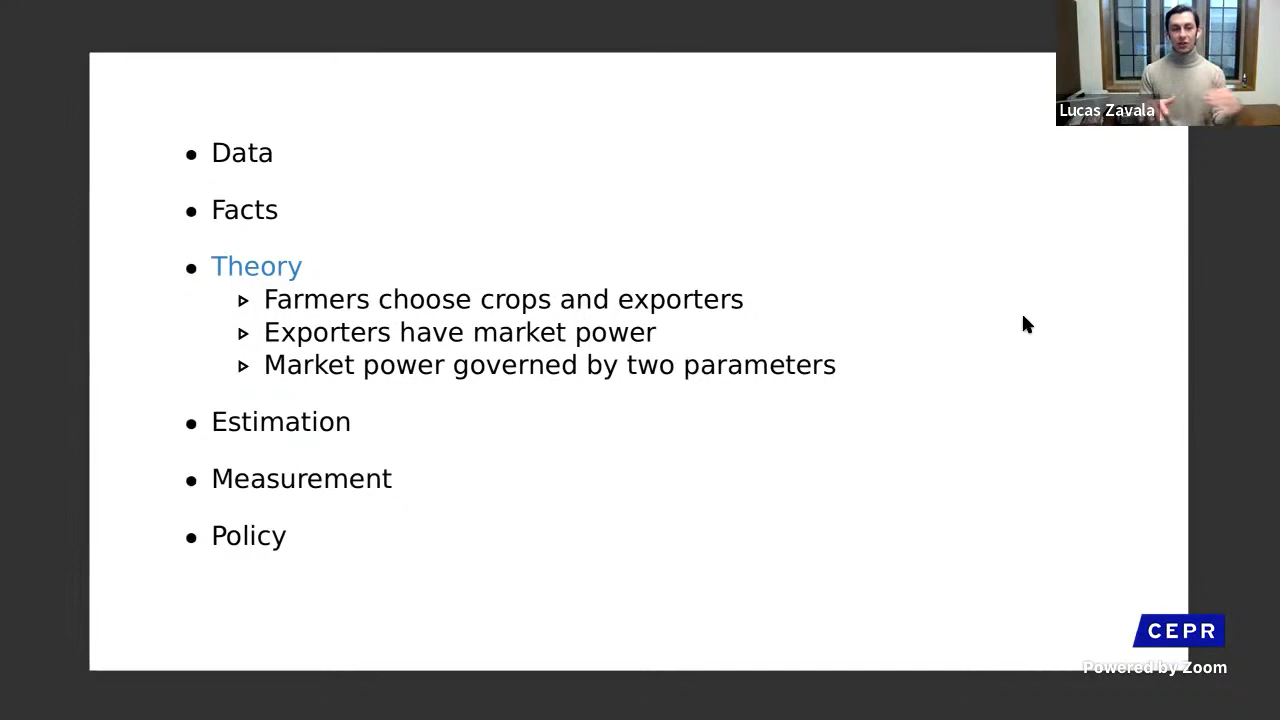 Lucas Zavala
• Data
• Facts
• Theory
Farmers choose crops and exporters
Exporters have market power
Market power governed by two parameters
• Estimation
• Measurement
• Policy
CEPR
Powered by Zoom